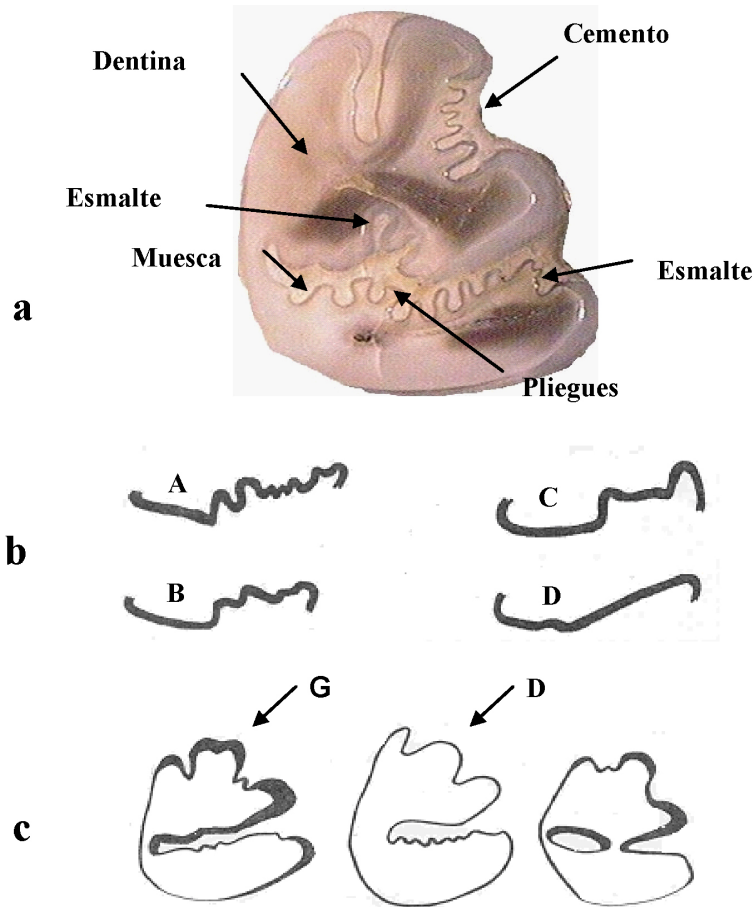 Dentina
Cemento
Esmalte
Muesca
Esmalte
a
Pliegues
A
C
b
B
D
G
D
c